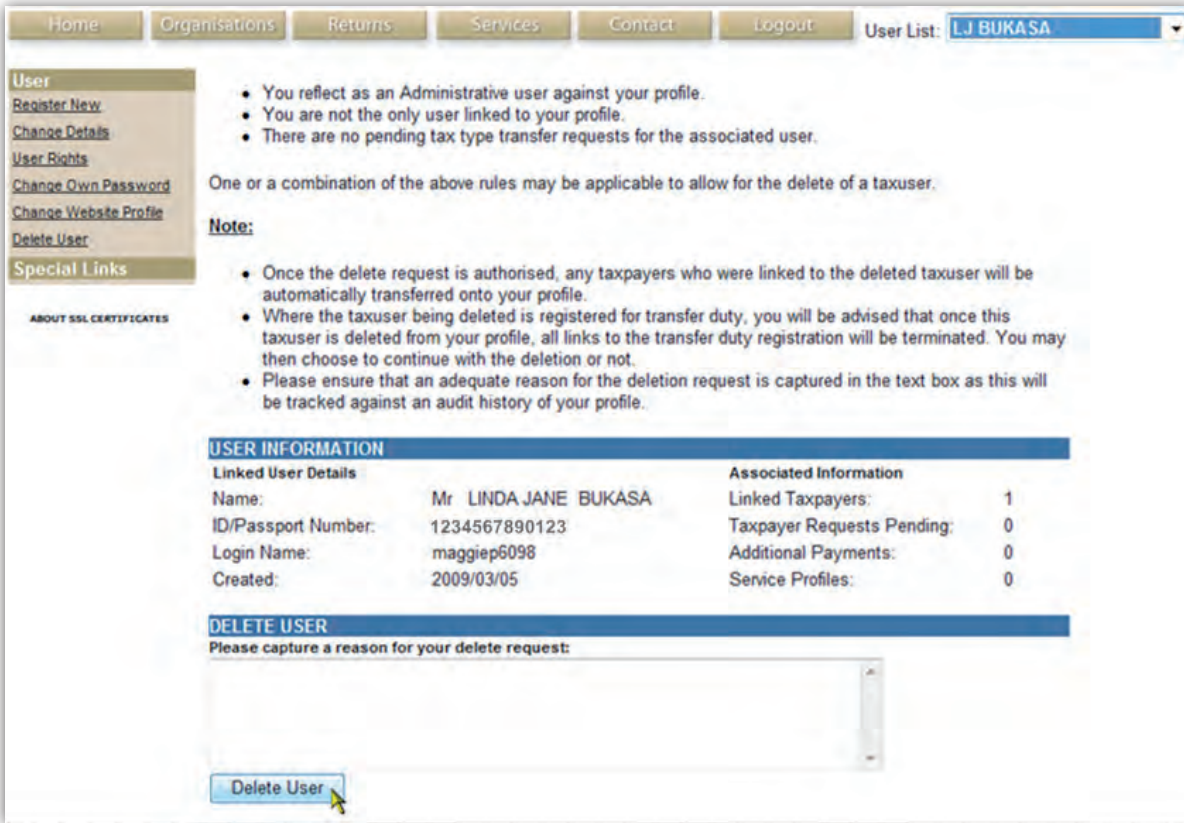 Home Organisations Returns Services Contact Logout User List: LJ BUKASA
User
Register New
Change Details
User Rights
Change Own Password
Change Website Profile
Delete User
Special Links
ABOUT SSL CERTIFICATES
• You reflect as an Administrative user against your profile.
• You are not the only user linked to your profile.
• There are no pending tax type transfer requests for the associated user.
One or a combination of the above rules may be applicable to allow for the delete of a taxuser.
Note:
• Once the delete request is authorised, any taxpayers who were linked to the deleted taxuser will be
automatically transferred onto your profile.
• Where the taxuser being deleted is registered for transfer duty, you will be advised that once this
taxuser is deleted from your profile, all links to the transfer duty registration will be terminated. You may
then choose to continue with the deletion or not.
• Please ensure that an adequate reason for the deletion request is captured in the text box as this will
be tracked against an audit history of your profile.
USER INFORMATION
Linked User Details Associated Information
Name: Mr LINDA JANE BUKASA Linked Taxpayers: 1
ID/Passport Number: 1234567890123 Taxpayer Requests Pending: 0
Login Name: maggiep6098 Additional Payments: 0
Created: 2009/03/05 Service Profiles: 0
DELETE USER
Please capture a reason for your delete request:
Delete User